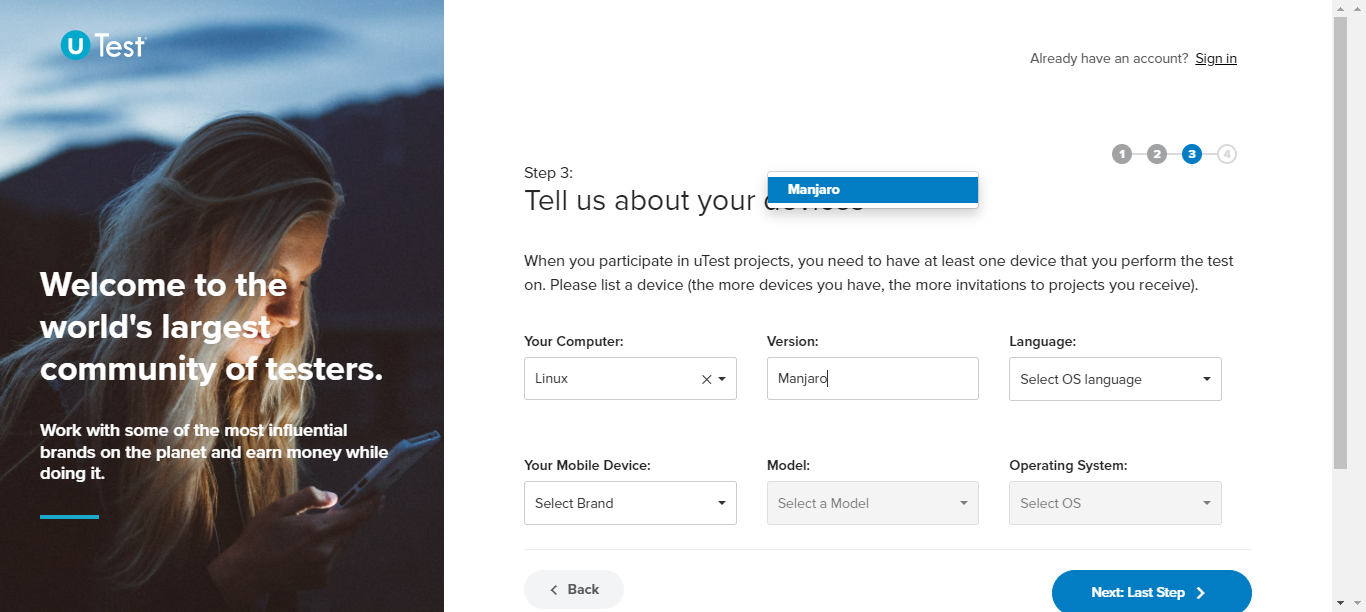 uTest
Already have an account? Sign in
1 2 3 4
Step 3:
Manjaro
Tell us about your devices
When you participate in uTest projects, you need to have at least one device that you perform the test
on. Please list a device (the more devices you have, the more invitations to projects you receive).
Welcome to the
world's largest
community of testers.
Work with some of the most influential
brands on the planet and earn money while
doing it.
Your Computer: Version: Language:
Linux Manjaro Select OS language
Your Mobile Device: Model: Operating System:
Select Brand Select a Model Select OS
Back Next: Last Step